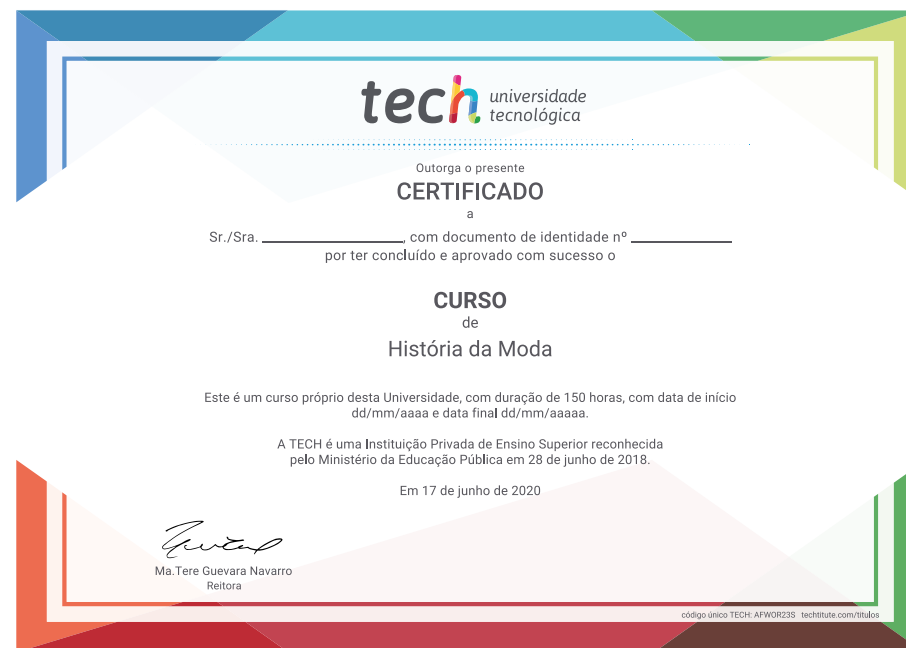 tech universidade
tecnológica
Outorga o presente
CERTIFICADO
a
Sr./Sra. ____________________, com documento de identidade nº ______________
por ter concluído e aprovado com sucesso o
CURSO
de
História da Moda
Este é um curso próprio desta Universidade, com duração de 150 horas, com data de início
dd/mm/aaaa e data final dd/mm/aaaaa.
A TECH é uma Instituição Privada de Ensino Superior reconhecida
pelo Ministério da Educação Pública em 28 de junho de 2018.
Em 17 de junho de 2020
Ma.Tere Guevara Navarro
Reitora
código único TECH: AFWOR23S techtitute.com/titulos